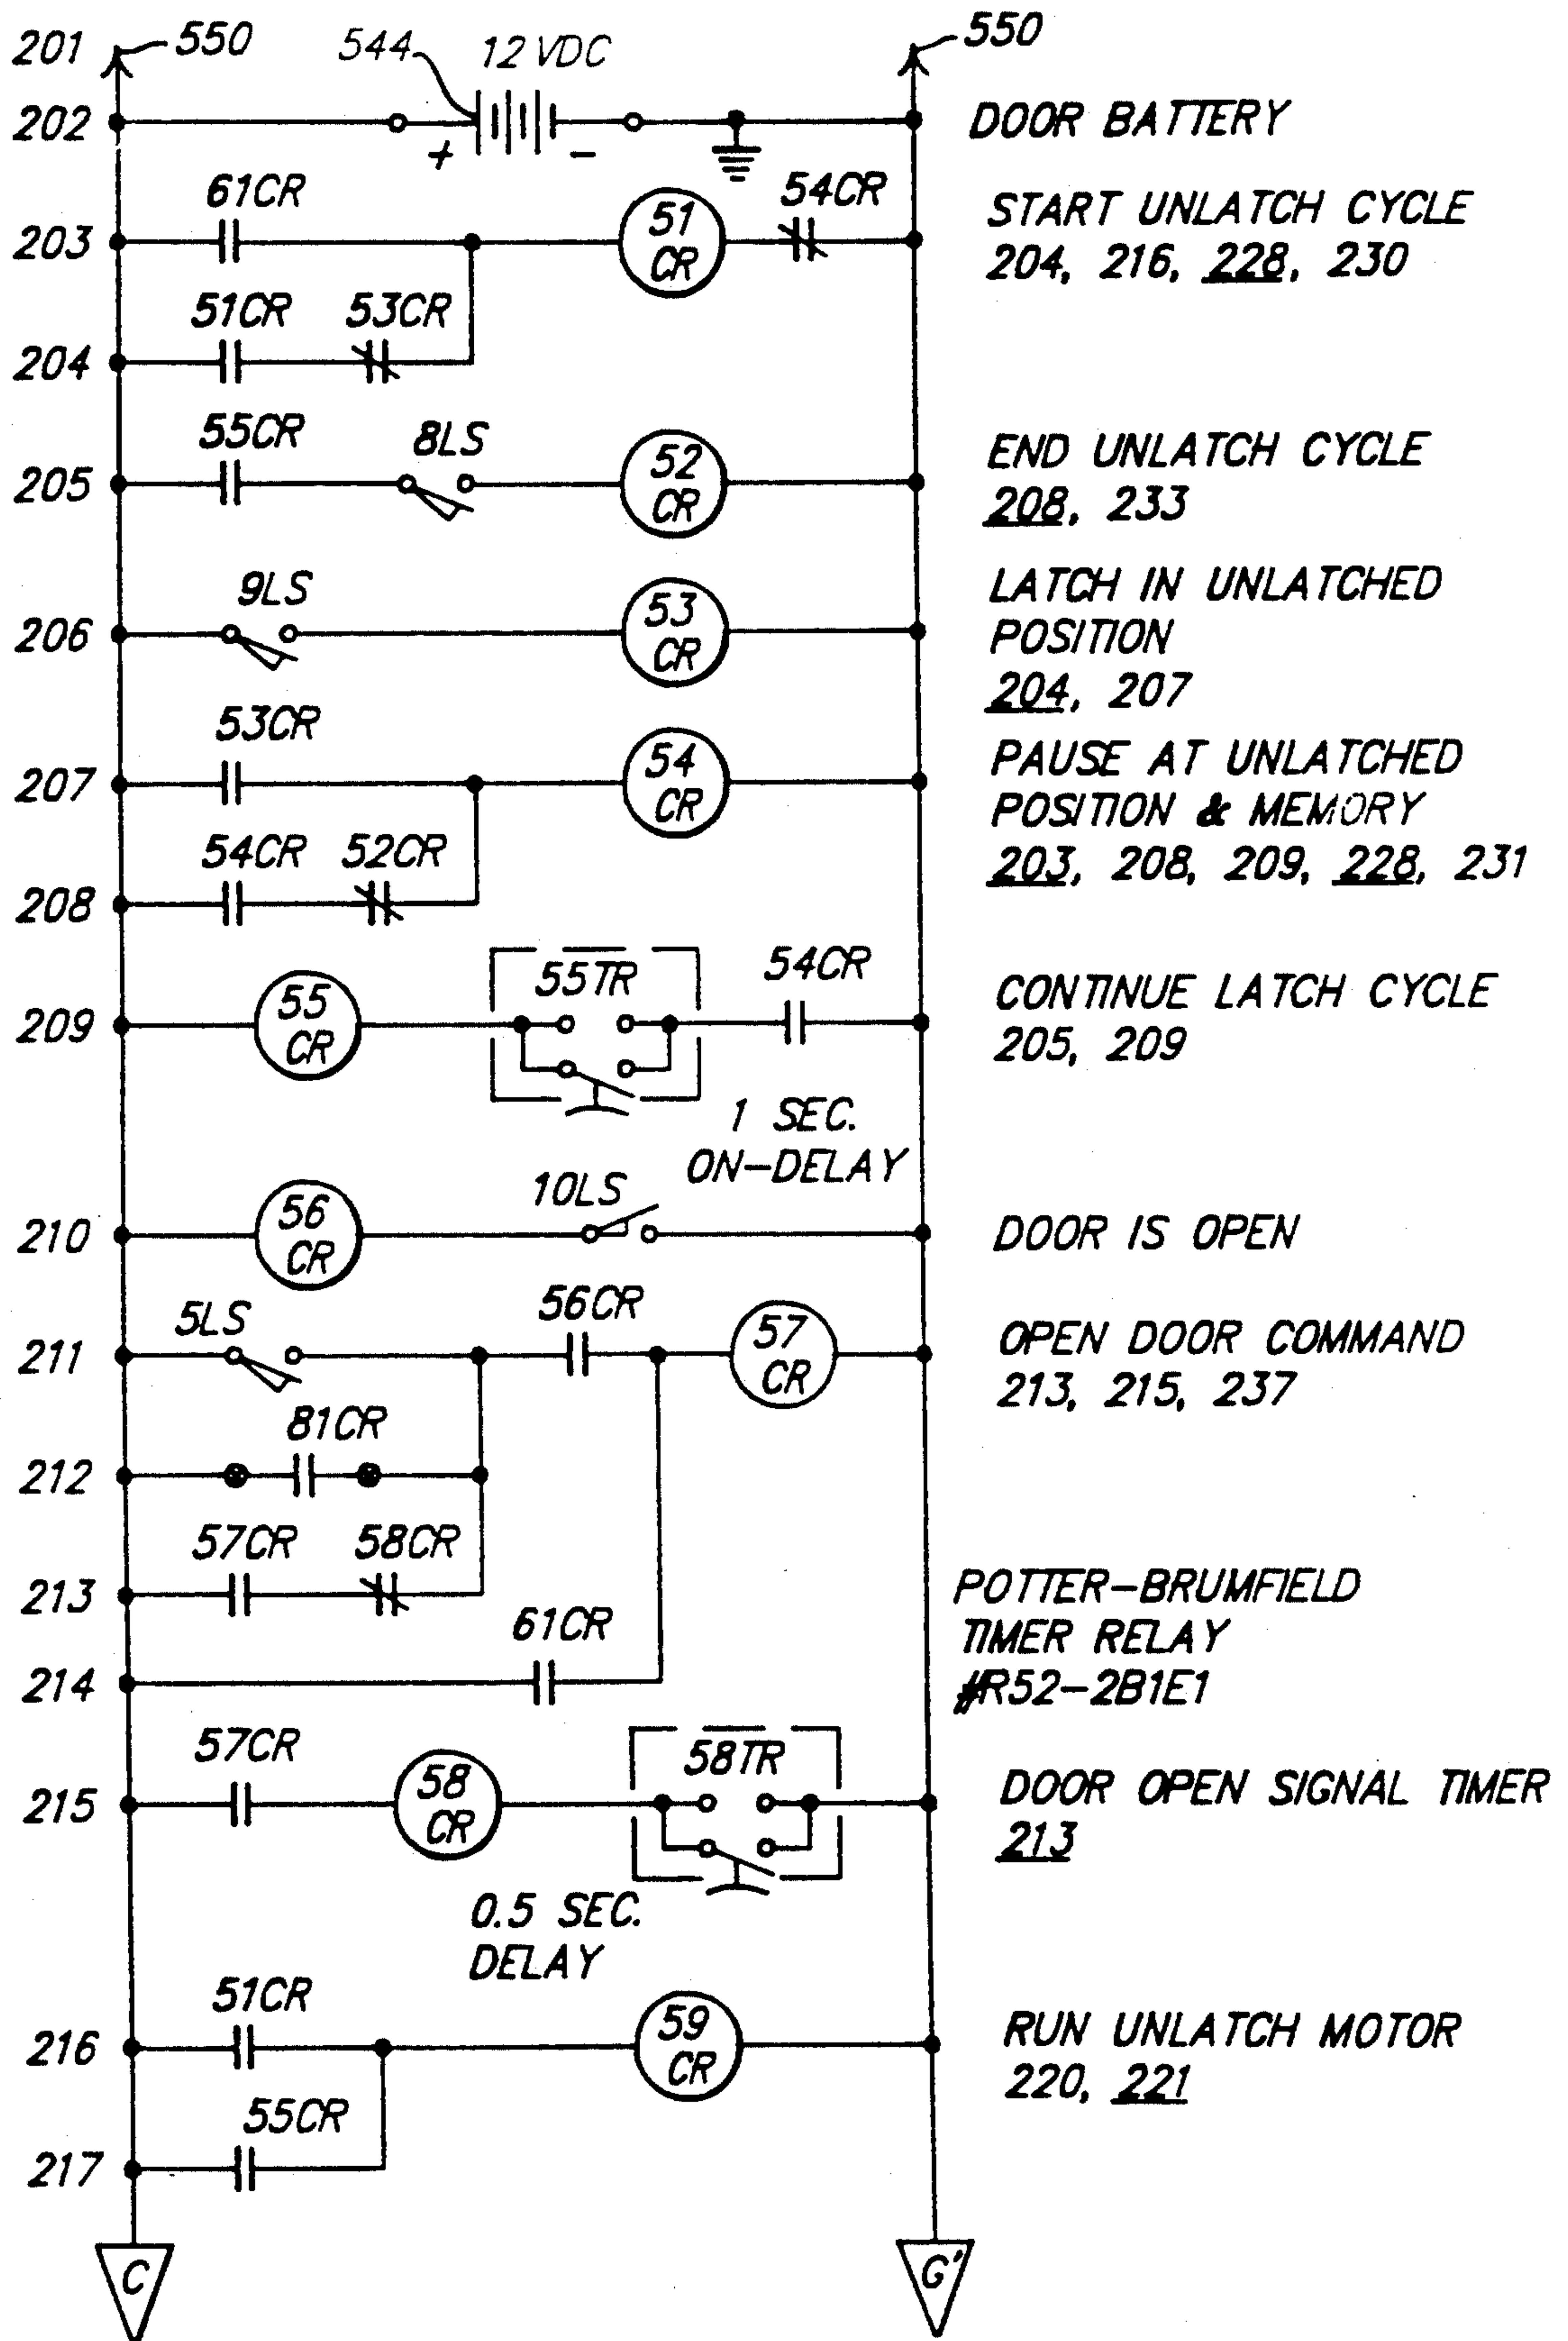 201 550 544 12 VDC 550
202 + - DOOR BATTERY
61CR 54CR
203 51 CR START UNLATCH CYCLE
204, 216, 228, 230
51CR 53CR
204
55CR 8LS
205 52 CR END UNLATCH CYCLE
208, 233
9LS
206 53 CR LATCH IN UNLATCHED
POSITION
204, 207
53CR
207 54 CR PAUSE AT UNLATCHED
POSITION & MEMORY
203, 208, 209, 228, 231
54CR 52CR
208
55TR 54CR
209 55 CR CONTINUE LATCH CYCLE
205, 209
1 SEC.
ON-DELAY
10LS
210 56 CR DOOR IS OPEN
5LS 56CR
211 57 CR OPEN DOOR COMMAND
213, 215, 237
81CR
212
57CR 58CR
213 POTTER-BRUMFIELD
TIMER RELAY
#R52-2B1E1
61CR
214
57CR 58TR
215 58 CR DOOR OPEN SIGNAL TIMER
213
0.5 SEC.
DELAY
51CR
216 59 CR RUN UNLATCH MOTOR
220, 221
55CR
217
C G'